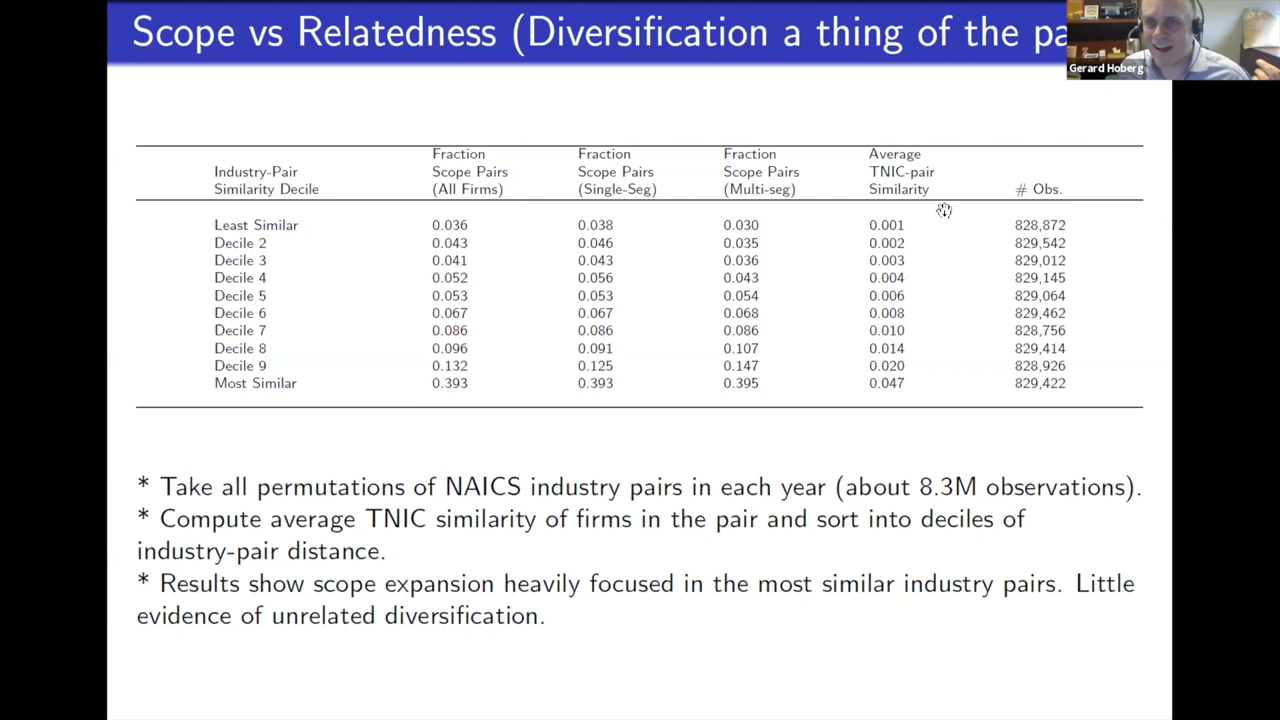 Scope vs Relatedness (Diversification a thing of the
Gerard Hoberg
Industry-Pair Similarity Decile | Fraction Scope Pairs (All Firms) | Fraction Scope Pairs (Single-Seg) | Fraction Scope Pairs (Multi-seg) | Average TNIC-pair Similarity | # Obs.
Least Similar 0.036 0.038 0.030 0.001 828,872
Decile 2 0.043 0.046 0.035 0.002 829,542
Decile 3 0.041 0.043 0.036 0.003 829,012
Decile 4 0.052 0.056 0.043 0.004 829,145
Decile 5 0.053 0.053 0.054 0.006 829,064
Decile 6 0.067 0.067 0.068 0.008 829,462
Decile 7 0.086 0.086 0.086 0.010 828,756
Decile 8 0.096 0.091 0.107 0.014 829,414
Decile 9 0.132 0.125 0.147 0.020 828,926
Most Similar 0.393 0.393 0.395 0.047 829,422
* Take all permutations of NAICS industry pairs in each year (about 8.3M observations).
* Compute average TNIC similarity of firms in the pair and sort into deciles of
industry-pair distance.
* Results show scope expansion heavily focused in the most similar industry pairs. Little
evidence of unrelated diversification.